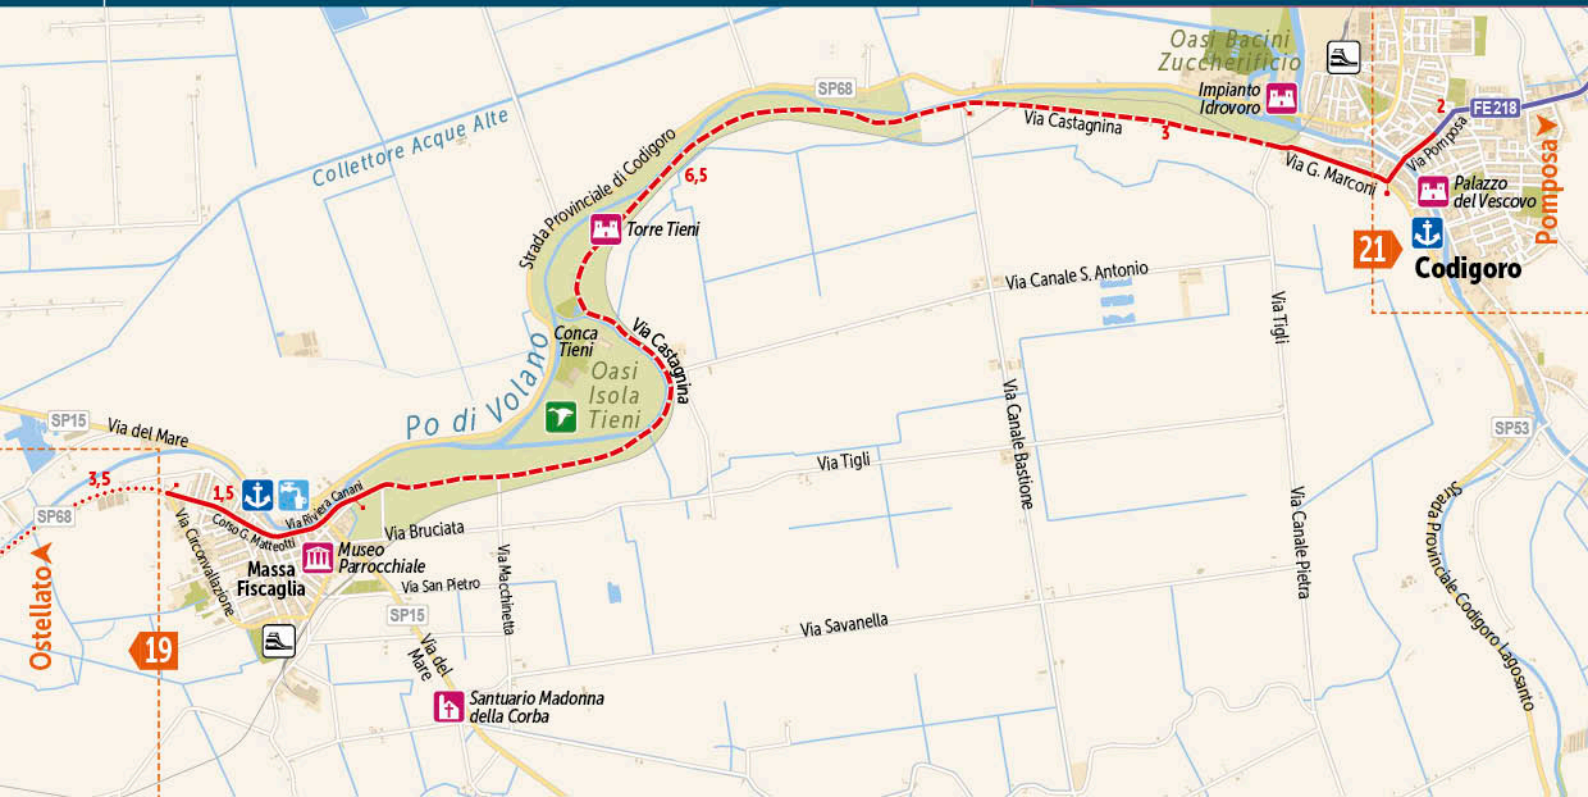 Oasi Bacini
Zuccherificio
Impianto
Idrovoro
SP68
2
FE218
Collettore Acque Alte
Via Castagnina
3
Via Pomposa
Via G. Marconi
Palazzo
del Vescovo
Pomposa
Strada Provinciale di Codigoro
6,5
Torre Tieni
21
Codigoro
Via Canale S. Antonio
Via Tigli
Via Castagnina
Conca
Tieni
Oasi
Isola
Tieni
Po di Volano
SP15
Via del Mare
Via Canale Bastione
SP53
Via Tigli
3,5
1,5
SP68
Via Riviera Canani
Corso G. Matteotti
Via Circonvallazione
Via Bruciata
Museo
Parrocchiale
Massa
Fiscaglia
Via San Pietro
Via Macchinetta
Via Canale Pietra
Strada Provinciale Codigoro Lagosanto
Ostellato
19
SP15
Via Savanella
Via del
Mare
Santuario Madonna
della Corba